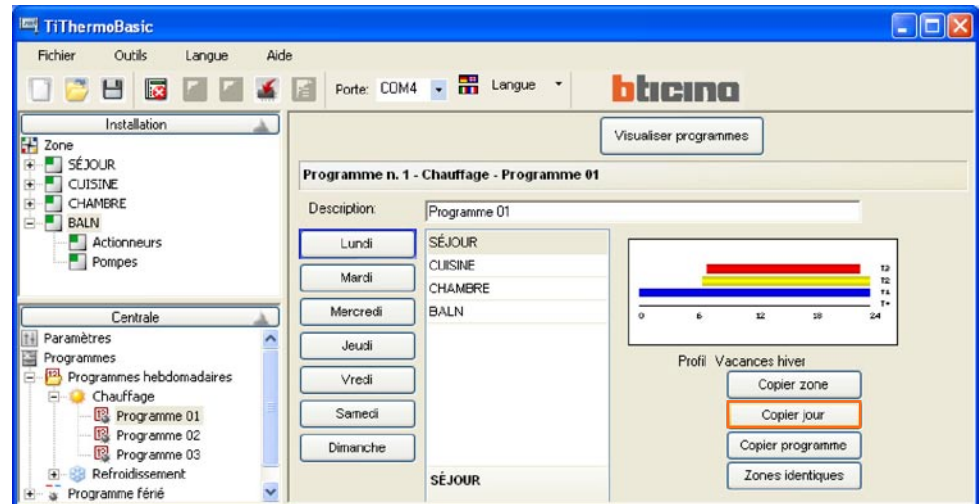 TiThermoBasic
Fichier Outils Langue Aide
Porte: COM4 Langue bticino
Installation
Zone
SÉJOUR
CUISINE
CHAMBRE
BALN
Actionneurs
Pompes
Centrale
Paramètres
Programmes
Programmes hebdomadaires
Chauffage
Programme 01
Programme 02
Programme 03
Refroidissement
Programme férié
Visualiser programmes
Programme n. 1 - Chauffage - Programme 01
Description: Programme 01
Lundi
Mardi
Mercredi
Jeudi
Vredi
Samedi
Dimanche
SÉJOUR
CUISINE
CHAMBRE
BALN
SÉJOUR
T3
T2
T1
T*
0 6 12 18 24
Profil Vacances hiver
Copier zone
Copier jour
Copier programme
Zones identiques